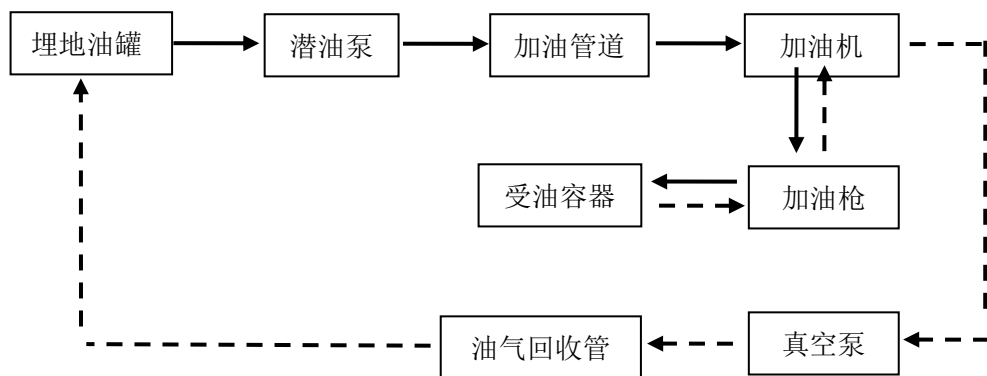 埋地油罐
潜油泵
加油管道
加油机
受油容器
加油枪
油气回收管
真空泵